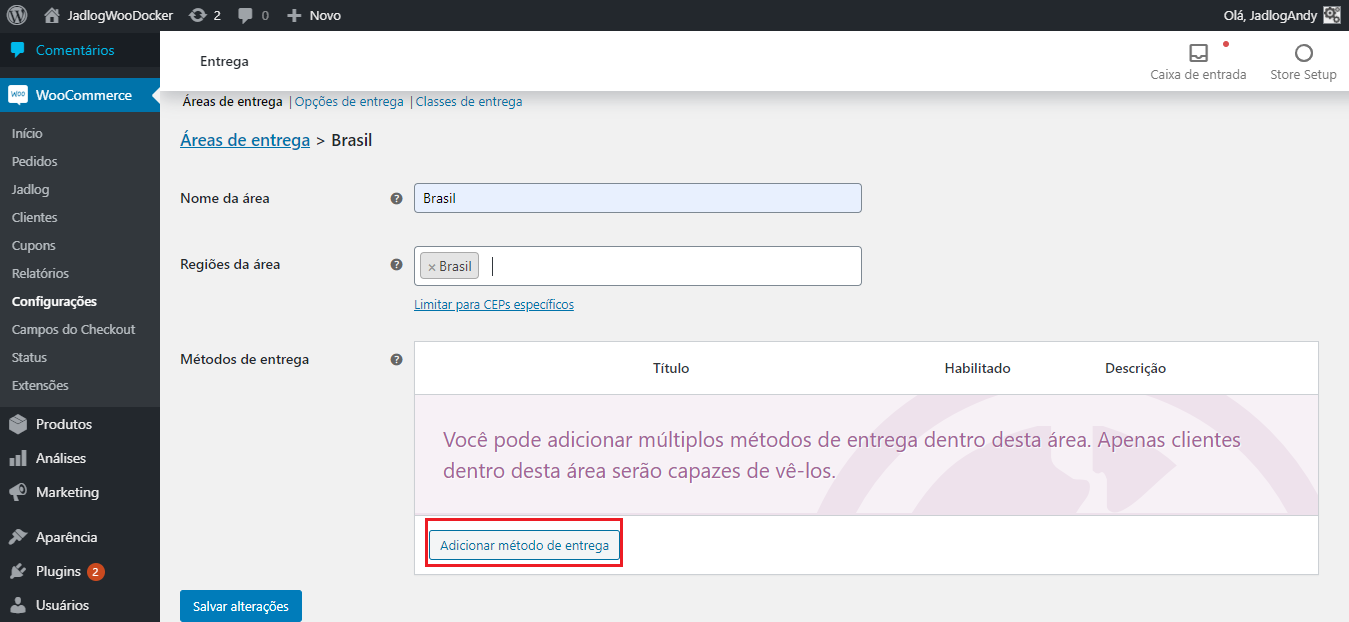 JadlogWooDocker 2 0 Novo Olá, JadlogAndy
Comentários
WooCommerce
Início
Pedidos
Jadlog
Clientes
Cupons
Relatórios
Configurações
Campos do Checkout
Status
Extensões
Produtos
Análises
Marketing
Aparência
Plugins 2
Usuários
Entrega
Caixa de entrada
Store Setup
Áreas de entrega | Opções de entrega | Classes de entrega
Áreas de entrega > Brasil
Nome da área ? Brasil
Regiões da área ? × Brasil
Limitar para CEPs específicos
Métodos de entrega ?
Título Habilitado Descrição
Você pode adicionar múltiplos métodos de entrega dentro desta área. Apenas clientes
dentro desta área serão capazes de vê-los.
Adicionar método de entrega
Salvar alterações